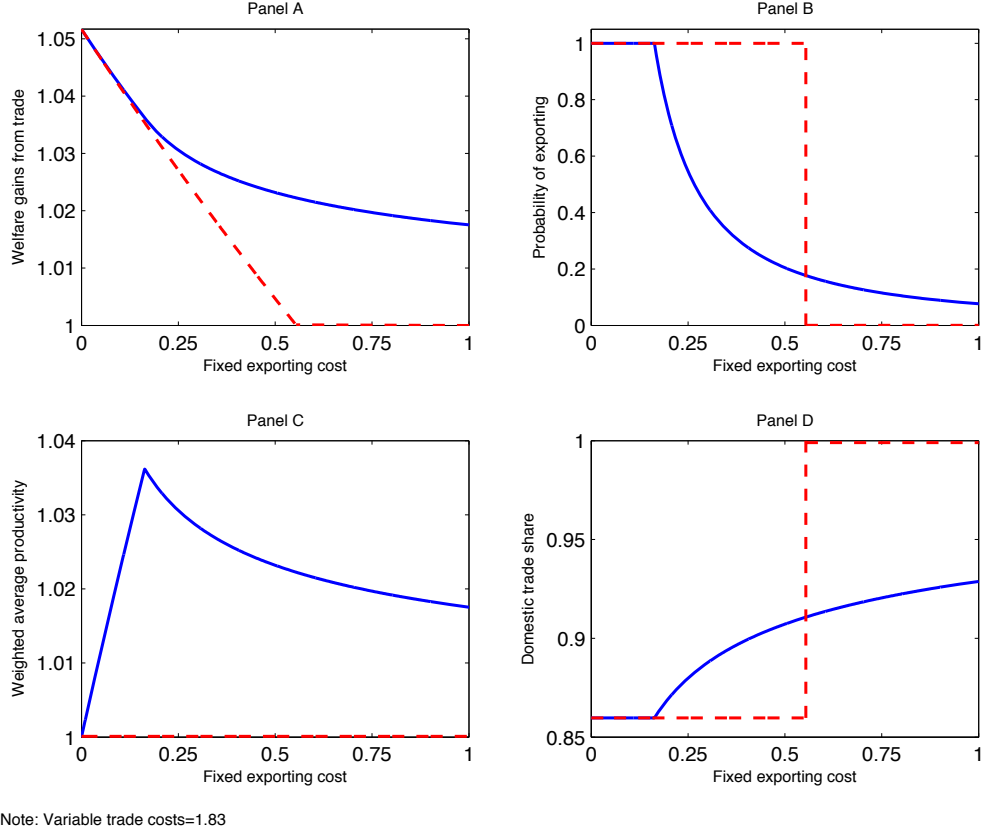 Panel A
1.05
1.04
1.03
1.02
1.01
1
Welfare gains from trade
0 0.25 0.5 0.75 1
Fixed exporting cost
Panel B
1
0.8
0.6
0.4
0.2
0
Probability of exporting
0 0.25 0.5 0.75 1
Fixed exporting cost
Panel C
1.04
1.03
1.02
1.01
1
Weighted average productivity
0 0.25 0.5 0.75 1
Fixed exporting cost
Panel D
1
0.95
0.9
0.85
Domestic trade share
0 0.25 0.5 0.75 1
Fixed exporting cost
Note: Variable trade costs=1.83